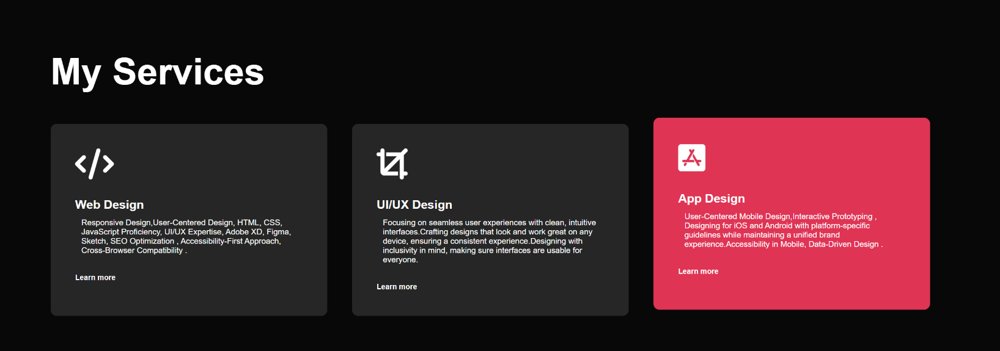 My Services
Web Design
Responsive Design,User-Centered Design, HTML, CSS,
JavaScript Proficiency, UI/UX Expertise, Adobe XD, Figma,
Sketch, SEO Optimization , Accessibility-First Approach,
Cross-Browser Compatibility .
Learn more
UI/UX Design
Focusing on seamless user experiences with clean, intuitive
interfaces.Crafting designs that look and work great on any
device, ensuring a consistent experience.Designing with
inclusivity in mind, making sure interfaces are usable for
everyone.
Learn more
App Design
User-Centered Mobile Design,Interactive Prototyping ,
Designing for iOS and Android with platform-specific
guidelines while maintaining a unified brand
experience.Accessibility in Mobile, Data-Driven Design .
Learn more